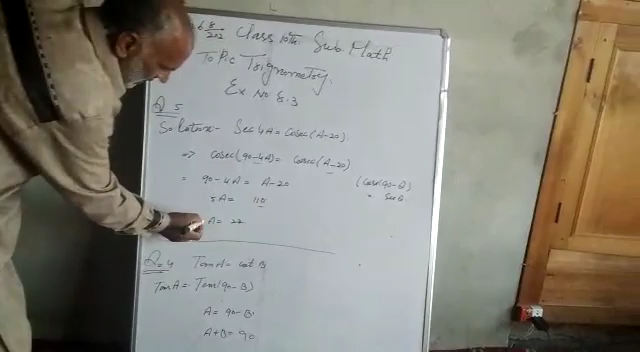 Class 10th. Sub Math
Topic Trignometry.
Ex No 8.3
Q 5
Solution- Sec 4A = Cosec (A-20)
=> Cosec (90-4A) = Cosec (A-20)
= 90-4A = A-20 (Cosec (90-θ)
5A = 110 = Sec θ
A = 22
Q.4 Tan A = Cot B
Tan A = Tan (90-B)
A = 90-B
A+B = 90